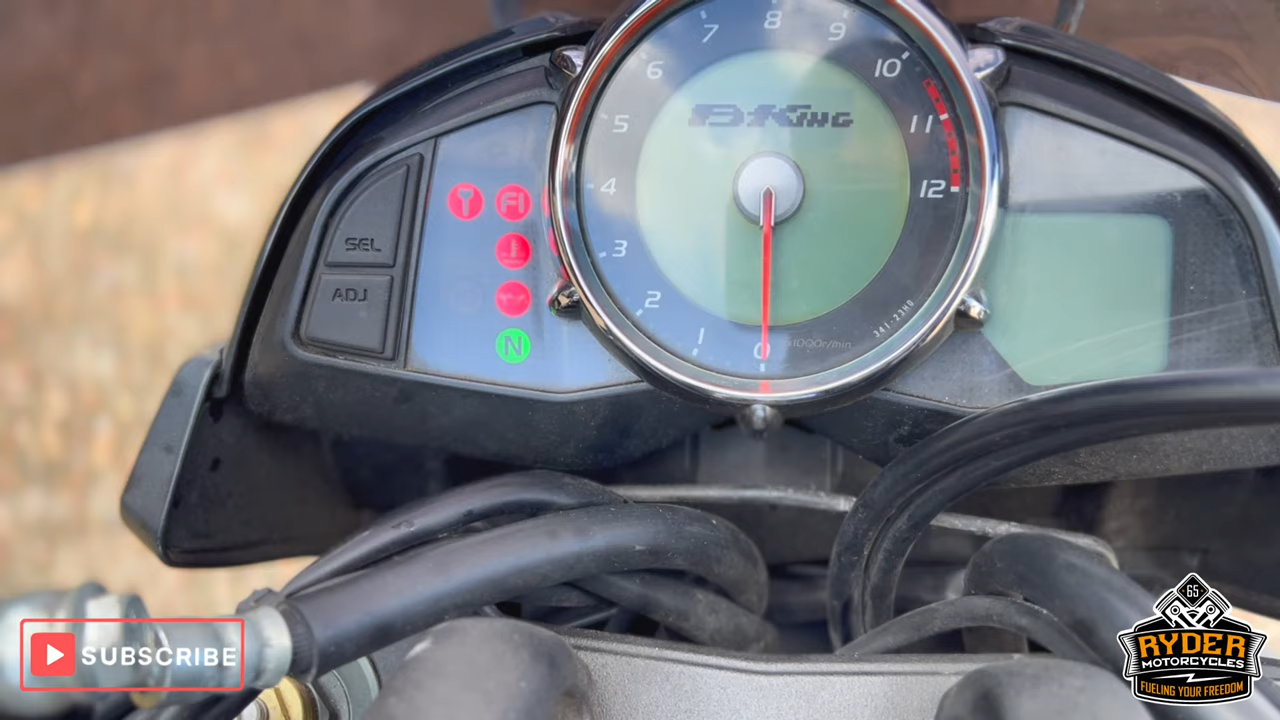 8
7
9
6
10
B-KING
5
11
4
12
FI
SEL
3
ADJ
2
341-23H0
N
1
0
x1000r/min
65
RYDER
MOTORCYCLES
FUELING YOUR FREEDOM
SUBSCRIBE